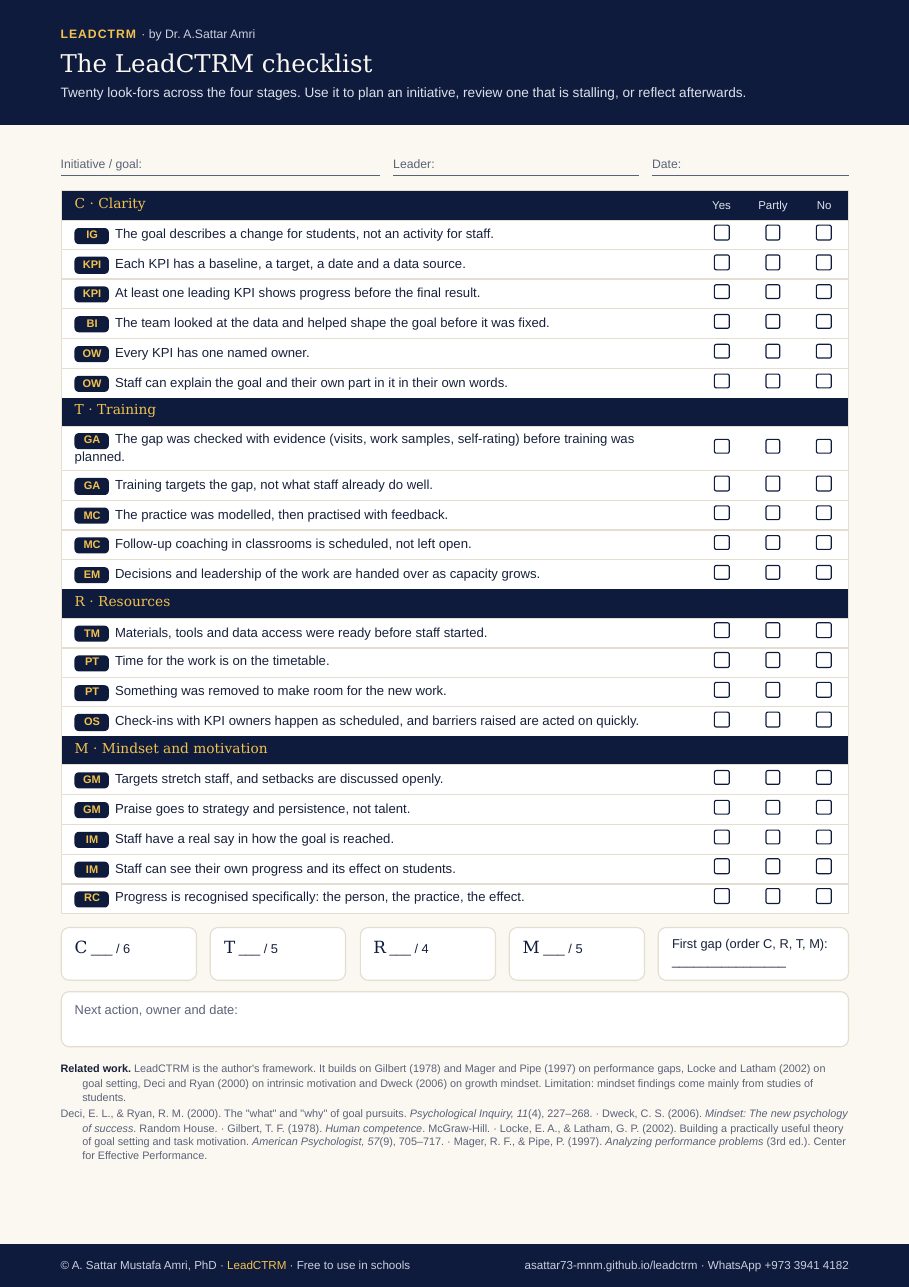 LEADCTRM · by Dr. A.Sattar Amri
The LeadCTRM checklist
Twenty look-fors across the four stages. Use it to plan an initiative, review one that is stalling, or reflect afterwards.
Initiative / goal: Leader: Date:
C · Clarity Yes Partly No
IG The goal describes a change for students, not an activity for staff.
KPI Each KPI has a baseline, a target, a date and a data source.
KPI At least one leading KPI shows progress before the final result.
BI The team looked at the data and helped shape the goal before it was fixed.
OW Every KPI has one named owner.
OW Staff can explain the goal and their own part in it in their own words.
T · Training
GA The gap was checked with evidence (visits, work samples, self-rating) before training was
planned.
GA Training targets the gap, not what staff already do well.
MC The practice was modelled, then practised with feedback.
MC Follow-up coaching in classrooms is scheduled, not left open.
EM Decisions and leadership of the work are handed over as capacity grows.
R · Resources
TM Materials, tools and data access were ready before staff started.
PT Time for the work is on the timetable.
PT Something was removed to make room for the new work.
OS Check-ins with KPI owners happen as scheduled, and barriers raised are acted on quickly.
M · Mindset and motivation
GM Targets stretch staff, and setbacks are discussed openly.
GM Praise goes to strategy and persistence, not talent.
IM Staff have a real say in how the goal is reached.
IM Staff can see their own progress and its effect on students.
RC Progress is recognised specifically: the person, the practice, the effect.
C ___ / 6 T ___ / 5 R ___ / 4 M ___ / 5 First gap (order C, R, T, M):
________________
Next action, owner and date:
Related work. LeadCTRM is the author's framework. It builds on Gilbert (1978) and Mager and Pipe (1997) on performance gaps, Locke and Latham (2002) on
goal setting, Deci and Ryan (2000) on intrinsic motivation and Dweck (2006) on growth mindset. Limitation: mindset findings come mainly from studies of
students.
Deci, E. L., & Ryan, R. M. (2000). The "what" and "why" of goal pursuits. Psychological Inquiry, 11(4), 227–268. · Dweck, C. S. (2006). Mindset: The new psychology
of success. Random House. · Gilbert, T. F. (1978). Human competence. McGraw-Hill. · Locke, E. A., & Latham, G. P. (2002). Building a practically useful theory
of goal setting and task motivation. American Psychologist, 57(9), 705–717. · Mager, R. F., & Pipe, P. (1997). Analyzing performance problems (3rd ed.). Center
for Effective Performance.
© A. Sattar Mustafa Amri, PhD · LeadCTRM · Free to use in schools asattar73-mnm.github.io/leadctrm · WhatsApp +973 3941 4182